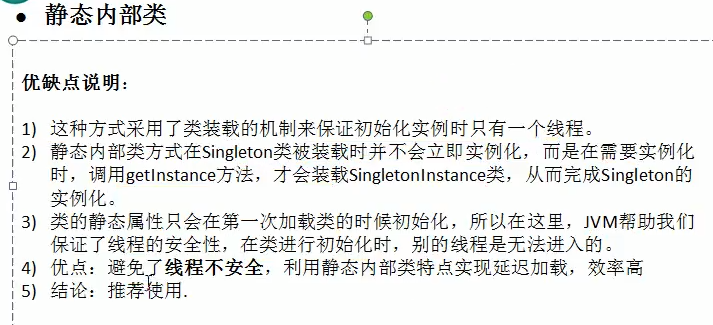 ● 静态内部类
优缺点说明：
1) 这种方式采用了类装载的机制来保证初始化实例时只有一个线程。
2) 静态内部类方式在Singleton类被装载时并不会立即实例化，而是在需要实例化
时，调用getInstance方法，才会装载SingletonInstance类，从而完成Singleton的
实例化。
3) 类的静态属性只会在第一次加载类的时候初始化，所以在这里，JVM帮助我们
保证了线程的安全性，在类进行初始化时，别的线程是无法进入的。
4) 优点：避免了线程不安全，利用静态内部类特点实现延迟加载，效率高
5) 结论：推荐使用.